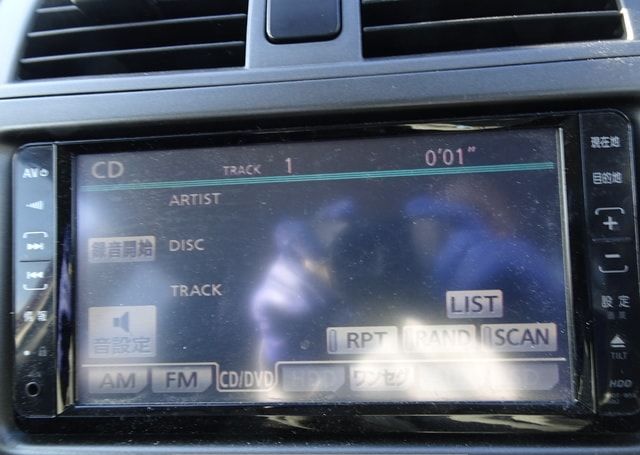 CD TRACK 1 0'01"
ARTIST
録音開始 DISC
TRACK
LIST
音設定
RPT RAND SCAN
AM FM CD/DVD HDD ワンセグ
AV
現在地
目的地
+
−
設定
TILT
HDD